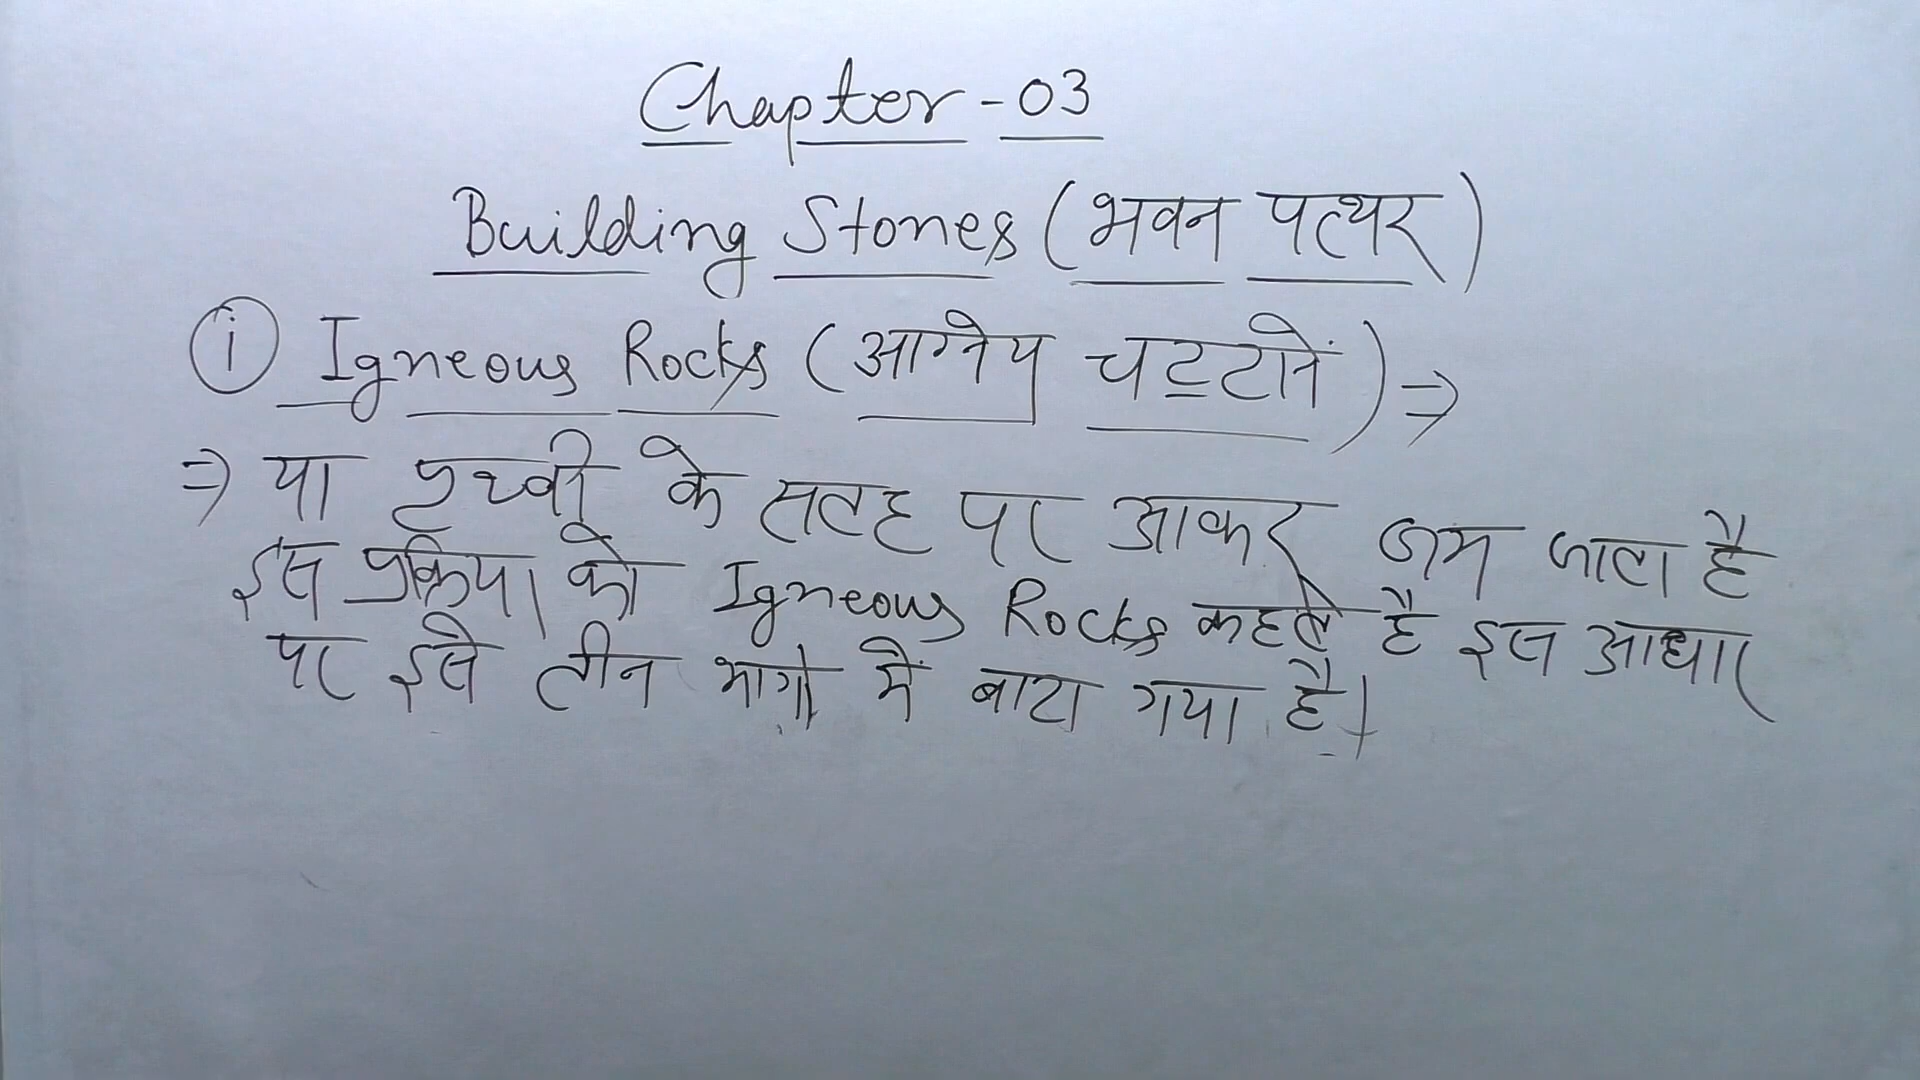 Chapter - 03
Building Stones (भवन पत्थर)
i Igneous Rocks (आग्नेय चट्टानें) ⇒
⇒ या पृथ्वी के सतह पर आकर जम जाता है
इस प्रक्रिया को Igneous Rocks कहते है इस आधार
पर इसे तीन भागो में बाटा गया है।